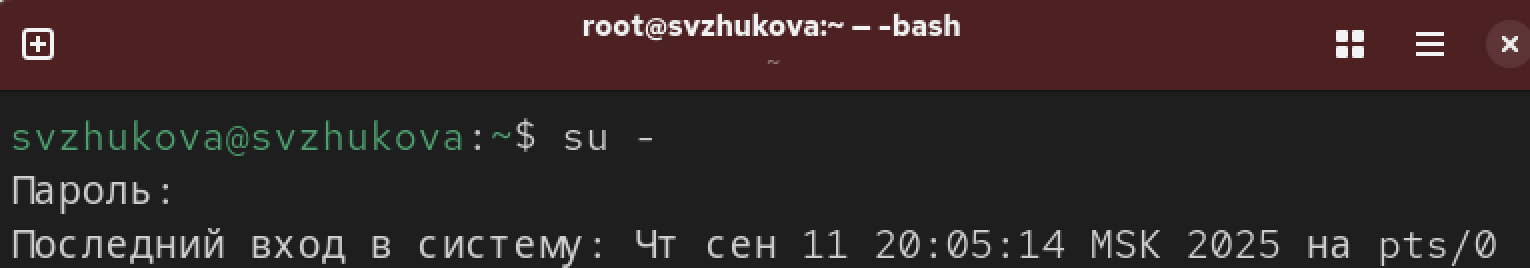 root@svzhukova:~ — -bash
~
svzhukova@svzhukova:~$ su -
Пароль:
Последний вход в систему: Чт сен 11 20:05:14 MSK 2025 на pts/0